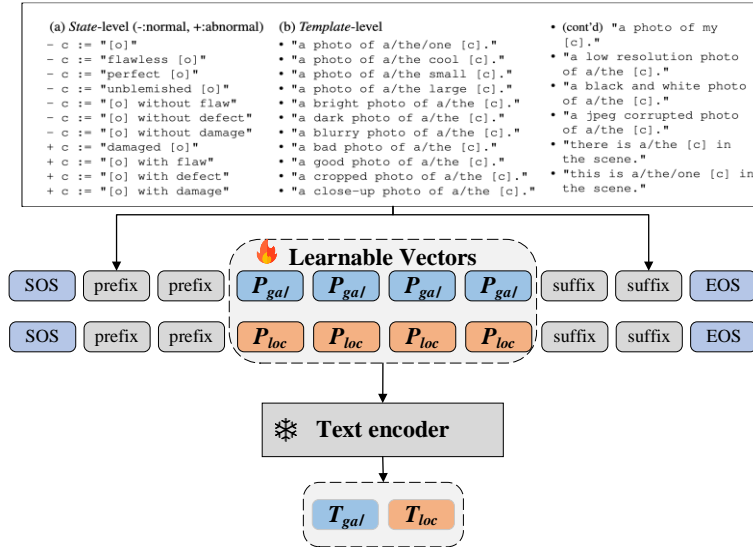 (a) State-level (-:normal, +:abnormal)
- c := "[o]"
- c := "flawless [o]"
- c := "perfect [o]"
- c := "unblemished [o]"
- c := "[o] without flaw"
- c := "[o] without defect"
- c := "[o] without damage"
+ c := "damaged [o]"
+ c := "[o] with flaw"
+ c := "[o] with defect"
+ c := "[o] with damage"
(b) Template-level
• "a photo of a/the/one [c]."
• "a photo of a/the cool [c]."
• "a photo of a/the small [c]."
• "a photo of a/the large [c]."
• "a bright photo of a/the [c]."
• "a dark photo of a/the [c]."
• "a blurry photo of a/the [c]."
• "a bad photo of a/the [c]."
• "a good photo of a/the [c]."
• "a cropped photo of a/the [c]."
• "a close-up photo of a/the [c]."
• (cont'd) "a photo of my
[c]."
• "a low resolution photo
of a/the [c]."
• "a black and white photo
of a/the [c]."
• "a jpeg corrupted photo
of a/the [c]."
• "there is a/the [c] in
the scene."
• "this is a/the/one [c] in
the scene."
Learnable Vectors
SOS prefix prefix Pgal Pgal Pgal Pgal suffix suffix EOS
SOS prefix prefix Ploc Ploc Ploc Ploc suffix suffix EOS
Text encoder
Tgal Tloc